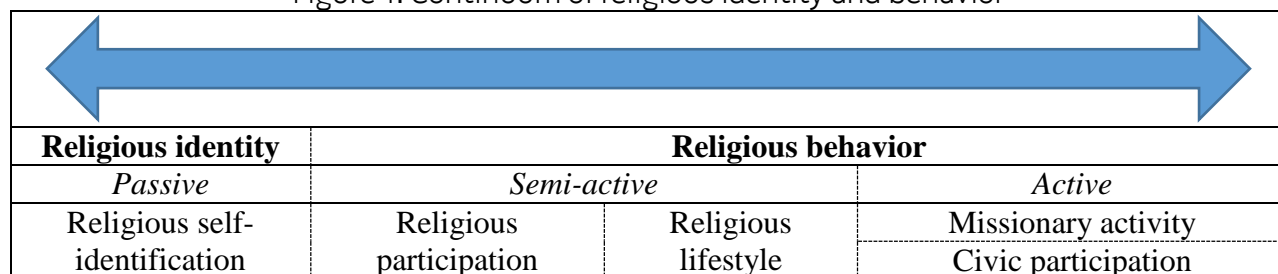 Figure 1. Continuum of religious identity and behavior
Religious identity Religious behavior
Passive Semi-active Active
Religious self-identification Religious participation Religious lifestyle Missionary activity
Civic participation